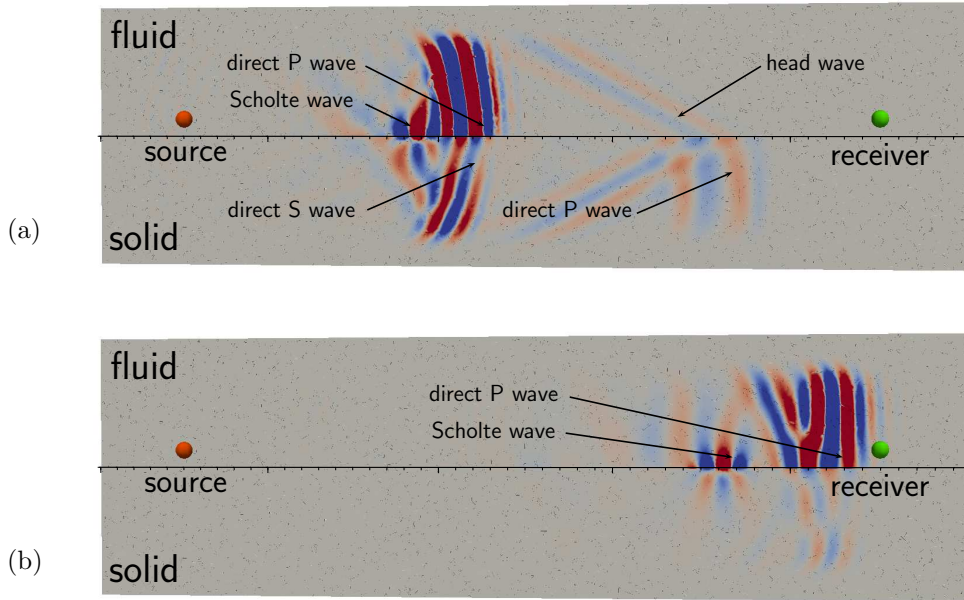 fluid
direct P wave
head wave
Scholte wave
source
receiver
direct S wave
direct P wave
(a)
solid
fluid
direct P wave
Scholte wave
source
receiver
(b)
solid